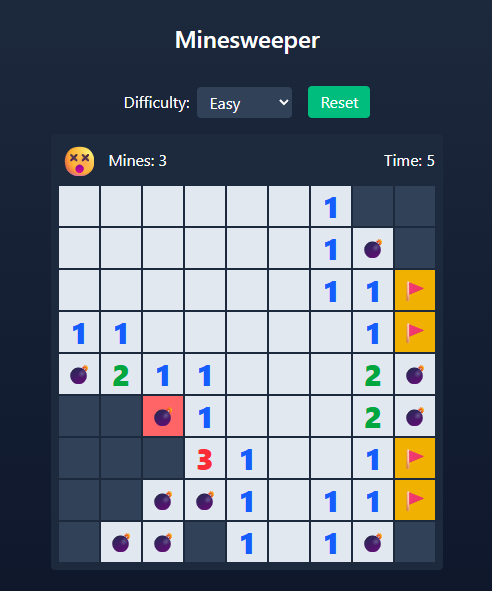 Minesweeper
Difficulty: Easy Reset
Mines: 3 Time: 5
1
1
1 1
1 1 1
2 1 1 2
1 2
3 1 1
1 1 1
1 1